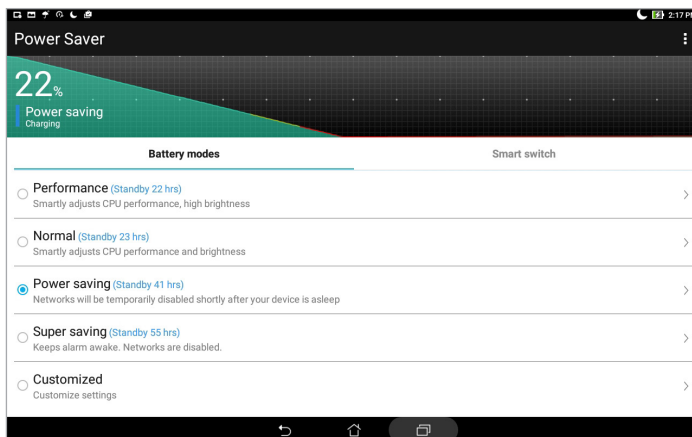 2:17 PM
Power Saver
22%
Power saving
Charging
Battery modes
Smart switch
Performance (Standby 22 hrs)
Smartly adjusts CPU performance, high brightness
Normal (Standby 23 hrs)
Smartly adjusts CPU performance and brightness
Power saving (Standby 41 hrs)
Networks will be temporarily disabled shortly after your device is asleep
Super saving (Standby 55 hrs)
Keeps alarm awake. Networks are disabled.
Customized
Customize settings